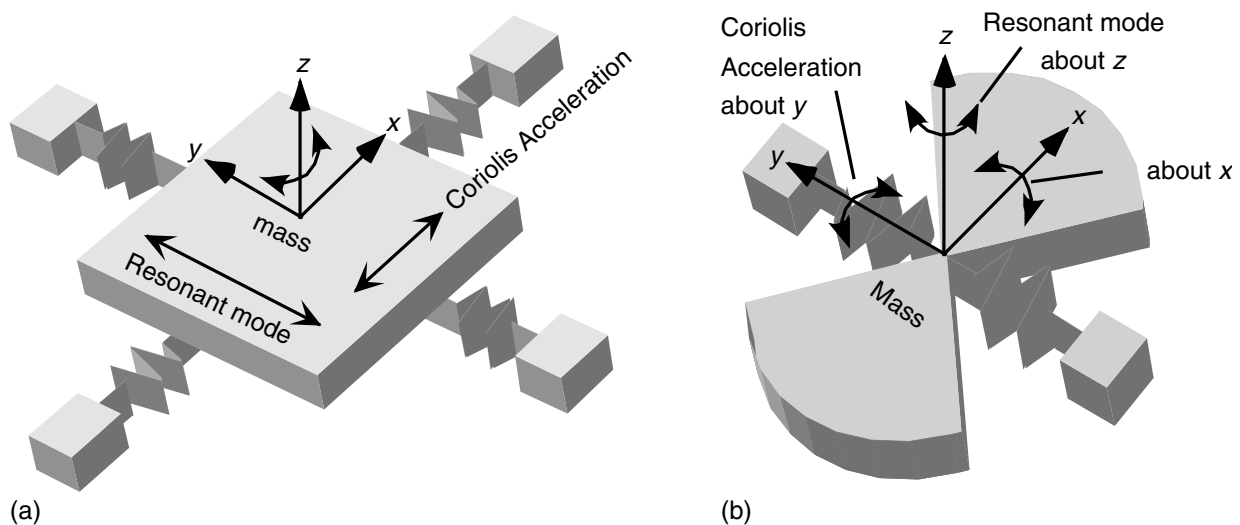 z
x
y
mass
Coriolis Acceleration
Resonant mode
(a)
Coriolis
Acceleration
about y
z
Resonant mode
about z
x
y
about x
Mass
(b)